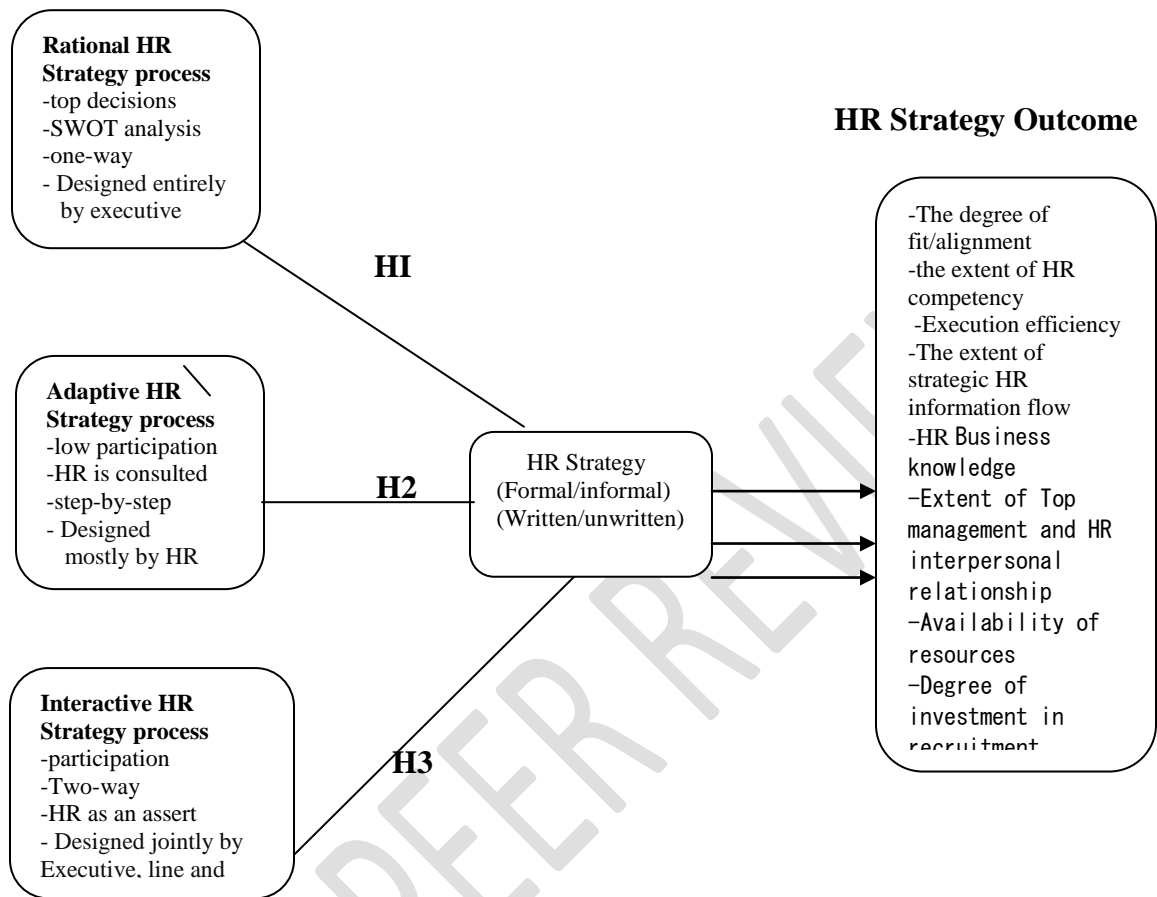 Rational HR
Strategy process
-top decisions
-SWOT analysis
-one-way
- Designed entirely
by executive
HI
Adaptive HR
Strategy process
-low participation
-HR is consulted
-step-by-step
- Designed
mostly by HR
H2
Interactive HR
Strategy process
-participation
-Two-way
-HR as an assert
- Designed jointly by
Executive, line and
H3
HR Strategy
(Formal/informal)
(Written/unwritten)
HR Strategy Outcome
-The degree of
fit/alignment
-the extent of HR
competency
-Execution efficiency
-The extent of
strategic HR
information flow
-HR Business
knowledge
-Extent of Top
management and HR
interpersonal
relationship
-Availability of
resources
-Degree of
investment in
recruitment
PEER REVIE